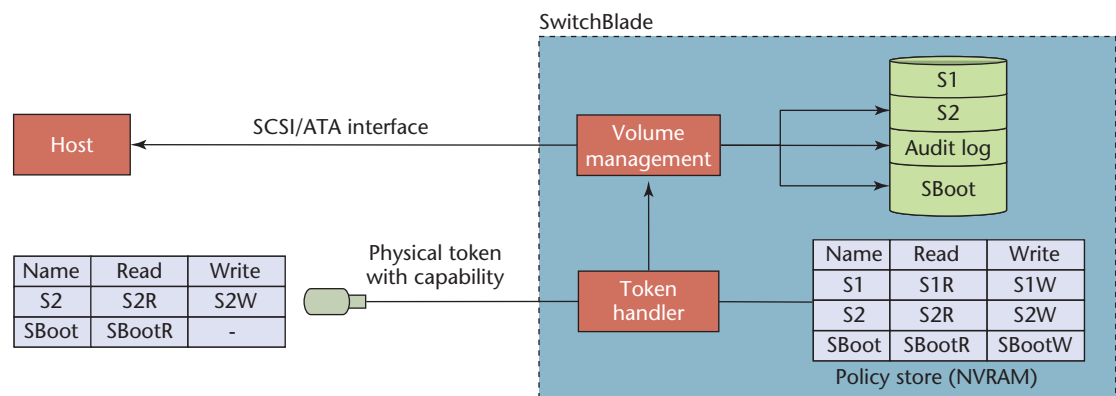 SwitchBlade
Host
SCSI/ATA interface
Volume
management
S1
S2
Audit log
SBoot
Physical token
with capability
Token
handler
Name Read Write
S2 S2R S2W
SBoot SBootR -
Name Read Write
S1 S1R S1W
S2 S2R S2W
SBoot SBootR SBootW
Policy store (NVRAM)